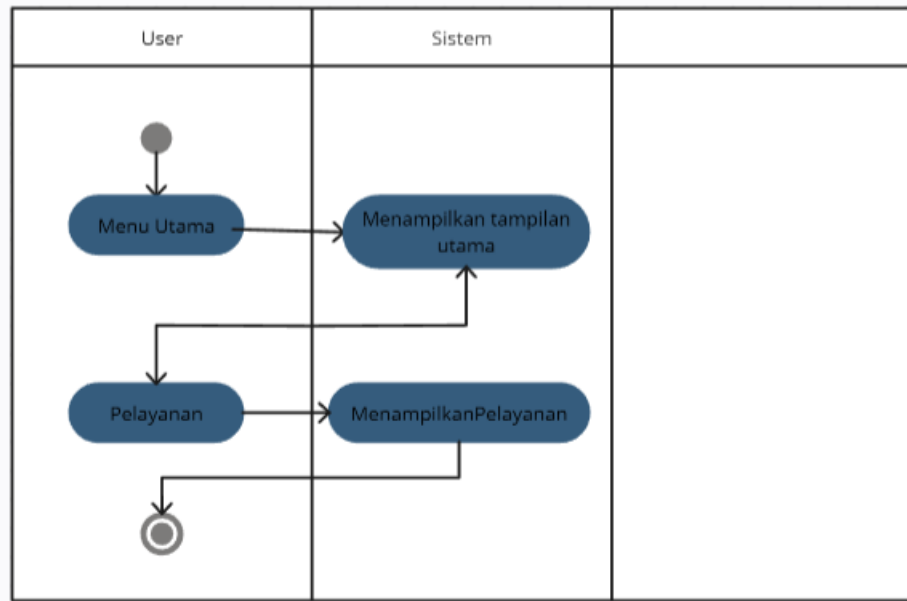 User
Sistem
Menu Utama
Menampilkan tampilan
utama
Pelayanan
MenampilkanPelayanan